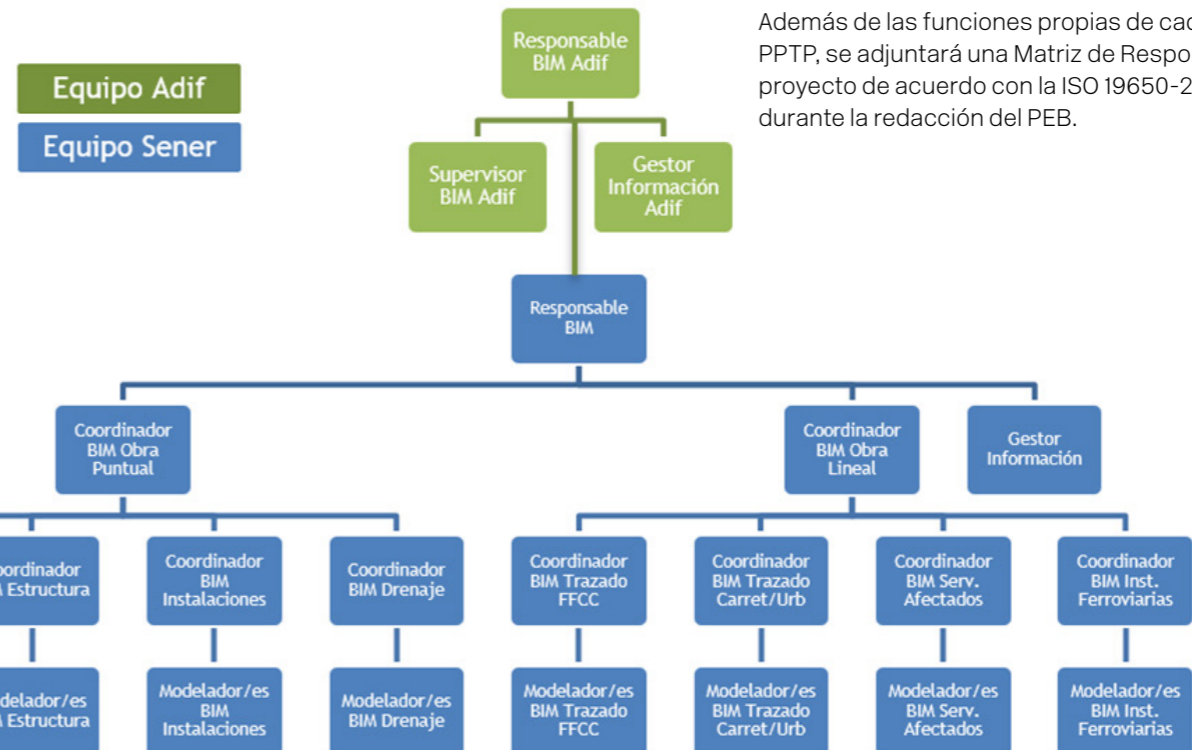 Responsable
BIM Adif
Además de las funciones propias de
PPTP, se adjuntará una Matriz de
proyecto de acuerdo con la ISO 19650-2
durante la redacción del PEB.
Equipo Adif
Equipo Sener
Supervisor
BIM Adif
Gestor
Información
Adif
Responsable
BIM
Coordinador
BIM Obra
Puntual
Coordinador
BIM Obra
Lineal
Gestor
Información
Estructura
Coordinador
BIM
Instalaciones
Coordinador
BIM Drenaje
Coordinador
BIM Trazado
FFCC
Coordinador
BIM Trazado
Carret/Urb
Coordinador
BIM Serv.
Afectados
Coordinador
BIM Inst.
Ferroviarias
Estructura
Modelador/es
BIM
Instalaciones
Modelador/es
BIM Drenaje
Modelador/es
BIM Trazado
FFCC
Modelador/es
BIM Trazado
Carret/Urb
Modelador/es
BIM Serv.
Afectados
Modelador/es
BIM Inst.
Ferroviarias